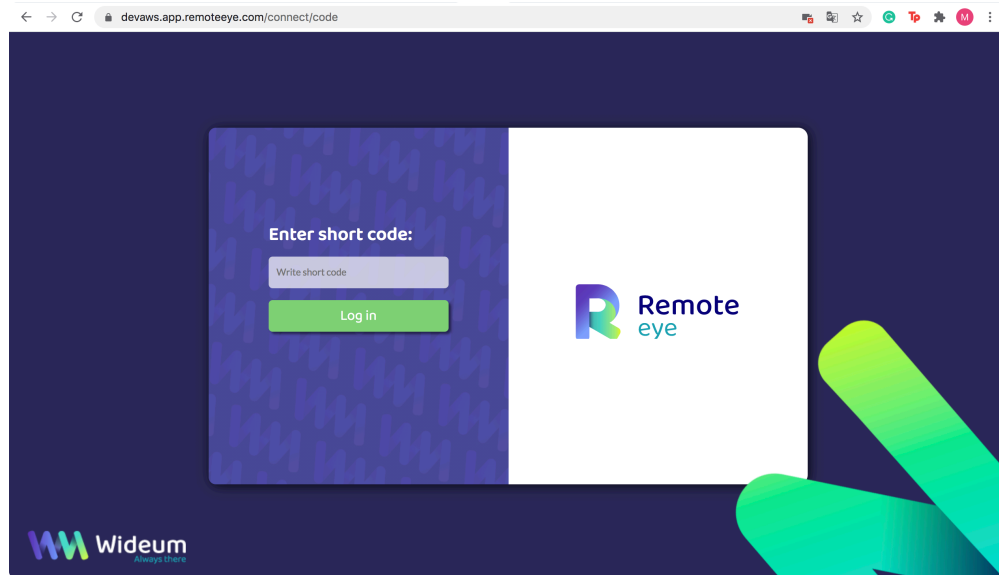 devaws.app.remoteeye.com/connect/code
M
Enter short code:
Write short code
Log in
Remote
eye
Wideum
Always there